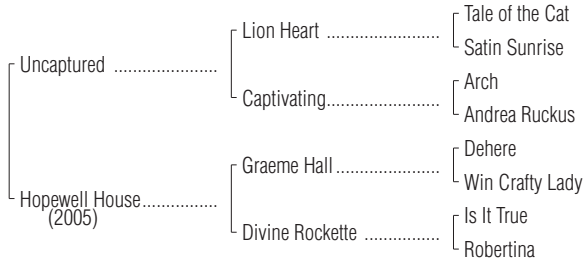 Tale of the Cat
Lion Heart
Satin Sunrise
Uncaptured
Arch
Captivating
Andrea Ruckus
Dehere
Graeme Hall
Win Crafty Lady
Hopewell House
(2005)
Is It True
Divine Rockette
Robertina